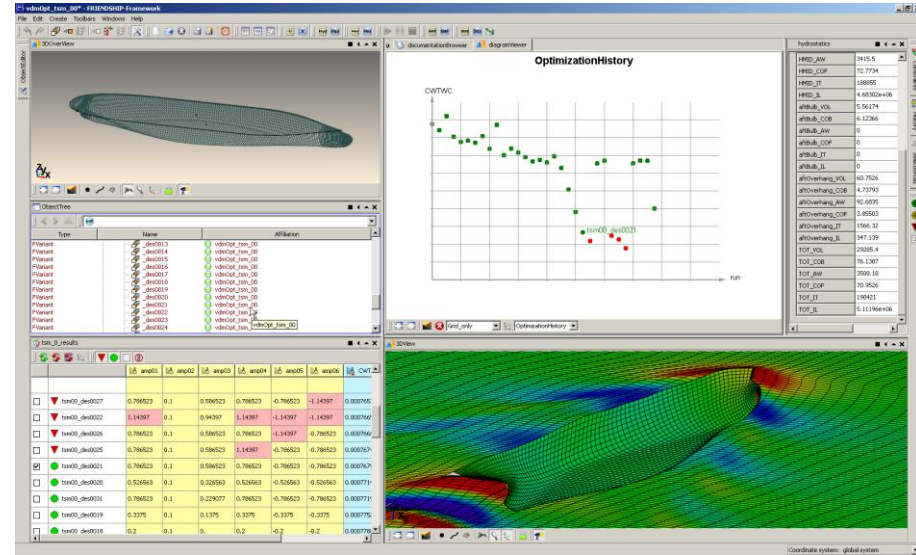 vdmOpt_tsm_00* - FRIENDSHIP-Framework
File Edit Create Toolbars Windows Help
3DOverView
documentationBrowser diagramViewer
hydrostatics
ObjectEditor
OptimizationHistory
CWTWC
tsm00_des0021
run
HMID_AW 3415.5
HMID_COF 72.7734
HMID_IT 188855
HMID_IL 4.68302e+06
aftBulb_VOL 5.56174
aftBulb_COB 6.12366
aftBulb_AW 0
aftBulb_COF 0
aftBulb_IT 0
aftBulb_IL 0
aftOverhang_VOL 60.7526
aftOverhang_COB 4.73793
aftOverhang_AW 92.6835
aftOverhang_COF 3.85503
aftOverhang_IT 1566.32
aftOverhang_IL 347.139
TOT_VOL 29285.4
TOT_COB 76.1367
TOT_AW 3508.18
TOT_COF 70.9526
TOT_IT 190421
TOT_IL 5.11196e+06
ObjectTree
Type Name Affiliation
FVariant _des0013 vdmOpt_tsm_00
FVariant _des0014 vdmOpt_tsm_00
FVariant _des0015 vdmOpt_tsm_00
FVariant _des0016 vdmOpt_tsm_00
FVariant _des0017 vdmOpt_tsm_00
FVariant _des0018 vdmOpt_tsm_00
FVariant _des0019 vdmOpt_tsm_00
FVariant _des0020 vdmOpt_tsm_00
FVariant _des0021 vdmOpt_tsm_00
FVariant _des0022 vdmOpt_tsm_00
FVariant _des0023
FVariant _des0024
vdmOpt_tsm_00
Grid_only OptimizationHistory
tsm_0_results
3DView
amp01 amp02 amp03 amp04 amp05 amp06 CWT
tsm00_des0027 0.786523 0.1 0.586523 0.786523 -0.786523 -1.14397
tsm00_des0022 1.14397 0.1 0.94397 1.14397 -1.14397 -1.14397
tsm00_des0026 0.786523 0.1 0.586523 0.786523 -1.14397 -0.786523
tsm00_des0025 0.786523 0.1 0.586523 1.14397 -0.786523 -0.786523
tsm00_des0021 0.786523 0.1 0.586523 0.786523 -0.786523 -0.786523
tsm00_des0020 0.526563 0.1 0.326563 0.526563 -0.526563 -0.526563
tsm00_des0031 0.786523 0.1 0.229077 0.786523 -0.786523 -0.786523
tsm00_des0019 0.3375 0.1 0.1375 0.3375 -0.3375 -0.3375
tsm00_des0018 0.2 0.1 0. 0.2 -0.2 -0.2
Coordinate system: global system